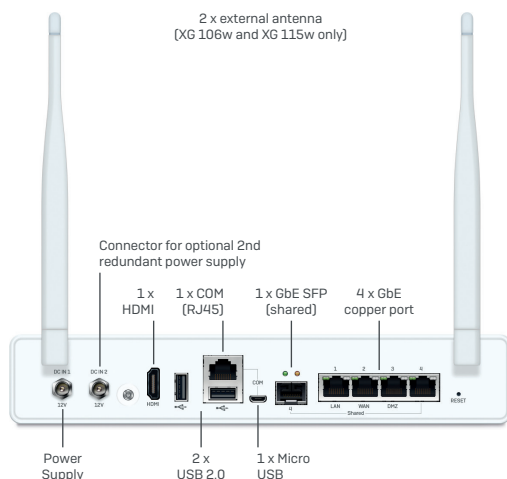 2 x external antenna
(XG 106w and XG 115w only)
Connector for optional 2nd
redundant power supply
1 x
HDMI
1 x COM
(RJ45)
1 x GbE SFP
(shared)
4 x GbE
copper port
DC IN 1
DC IN 2
12V
12V
HDMI
COM
4
1
2
3
4
LAN
WAN
DMZ
Shared
RESET
Power
Supply
2 x
USB 2.0
1 x Micro
USB